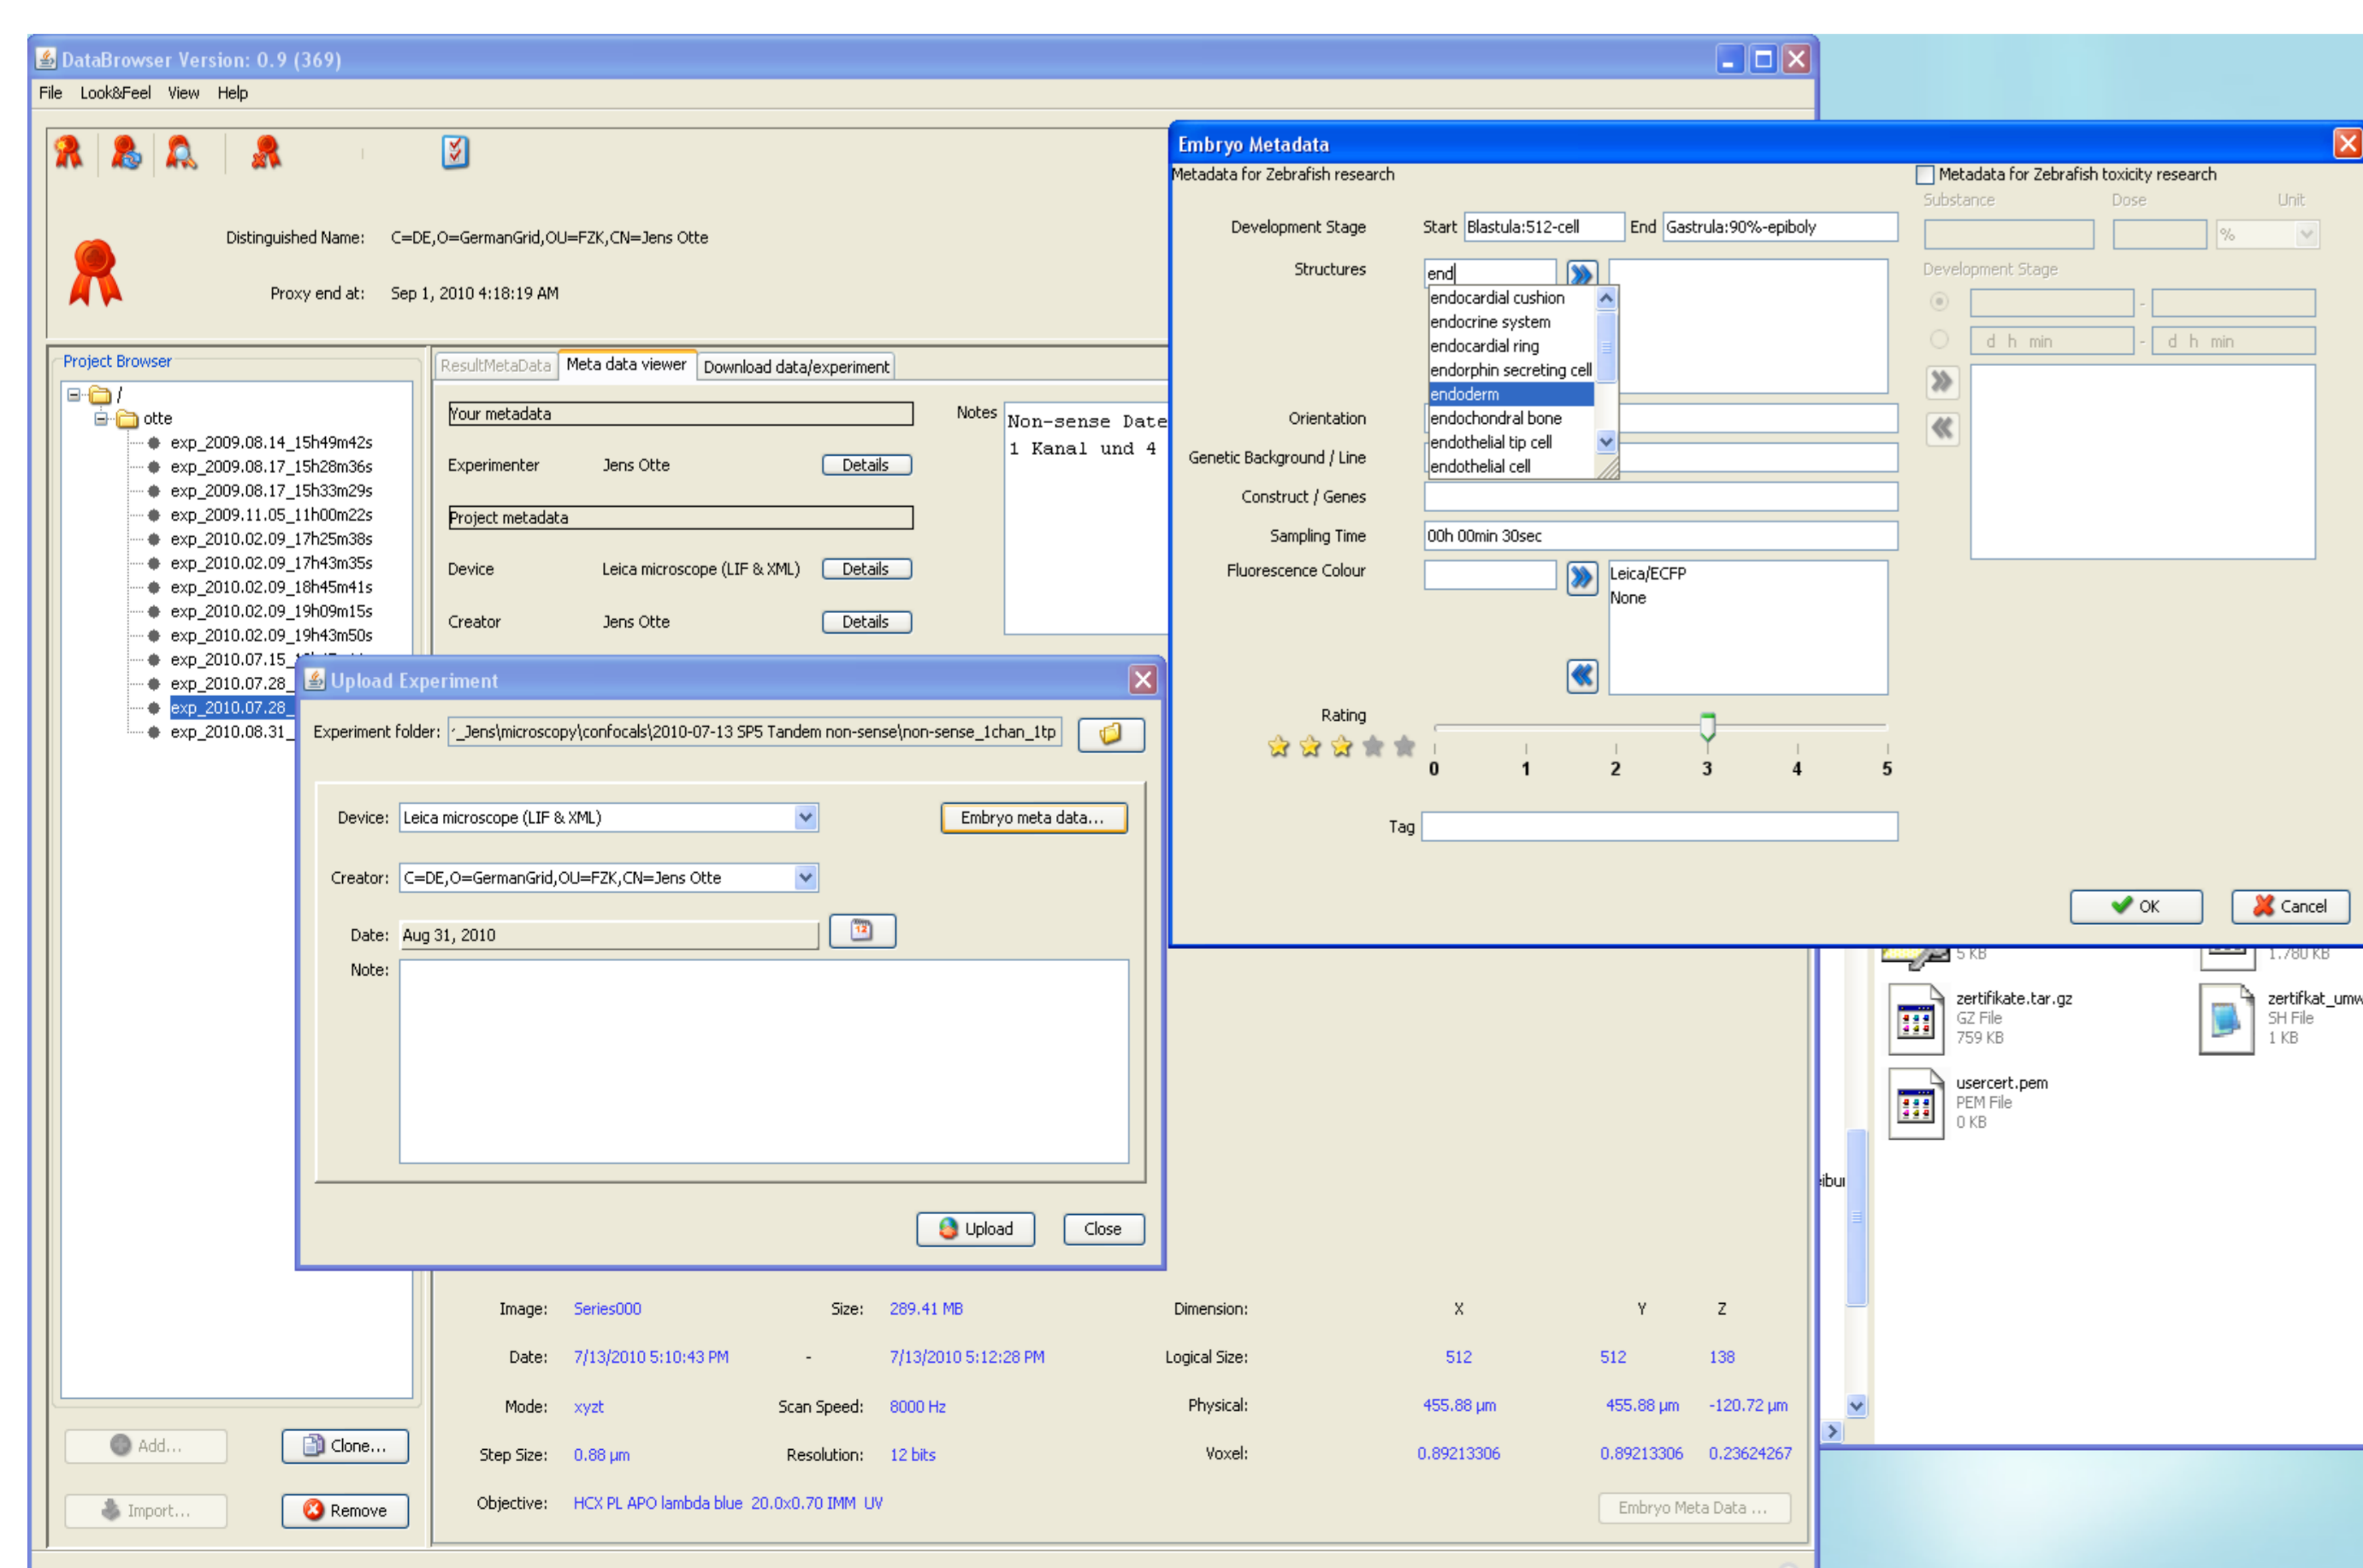 DataBrowser Version: 0.9 (369)
File Look&Feel View Help
Distinguished Name: C=DE,O=GermanGrid,OU=FZK,CN=Jens Otte
Proxy end at: Sep 1, 2010 4:18:19 AM
Project Browser
/
otte
exp_2009.08.14_15h49m42s
exp_2009.08.17_15h28m36s
exp_2009.08.17_15h33m29s
exp_2009.11.05_11h00m22s
exp_2010.02.09_17h25m38s
exp_2010.02.09_17h43m35s
exp_2010.02.09_18h45m41s
exp_2010.02.09_19h09m15s
exp_2010.02.09_19h43m50s
exp_2010.07.15_
exp_2010.07.28_
exp_2010.07.28_
exp_2010.08.31_
Add...
Clone...
Import...
Remove
ResultMetaData Meta data viewer Download data/experiment
Your metadata
Experimenter Jens Otte Details
Project metadata
Device Leica microscope (LIF & XML) Details
Creator Jens Otte Details
Notes
Non-sense Date
1 Kanal und 4
Upload Experiment
Experiment folder: _Jens\microscopy\confocals\2010-07-13 SP5 Tandem non-sense\non-sense_1chan_1tp
Device: Leica microscope (LIF & XML) Embryo meta data...
Creator: C=DE,O=GermanGrid,OU=FZK,CN=Jens Otte
Date: Aug 31, 2010 12
Note:
Upload Close
Embryo Metadata
Metadata for Zebrafish research
Development Stage Start Blastula:512-cell End Gastrula:90%-epiboly
Structures end
endocardial cushion
endocrine system
endocardial ring
endorphin secreting cell
endoderm
endochondral bone
endothelial tip cell
endothelial cell
Orientation
Genetic Background / Line
Construct / Genes
Sampling Time 00h 00min 30sec
Fluorescence Colour
Leica/ECFP
None
Rating
0 1 2 3 4 5
Tag
Metadata for Zebrafish toxicity research
Substance Dose Unit
%
Development Stage
-
d h min - d h min
OK Cancel
5 KB
1.780 KB
zertifikate.tar.gz
GZ File
759 KB
zertifkat_umw
SH File
1 KB
usercert.pem
PEM File
0 KB
eibui
Image: Series000 Size: 289.41 MB Dimension: X Y Z
Date: 7/13/2010 5:10:43 PM - 7/13/2010 5:12:28 PM Logical Size: 512 512 138
Mode: xyzt Scan Speed: 8000 Hz Physical: 455.88 µm 455.88 µm -120.72 µm
Step Size: 0.88 µm Resolution: 12 bits Voxel: 0.89213306 0.89213306 0.23624267
Objective: HCX PL APO lambda blue 20.0x0.70 IMM UV
Embryo Meta Data ...